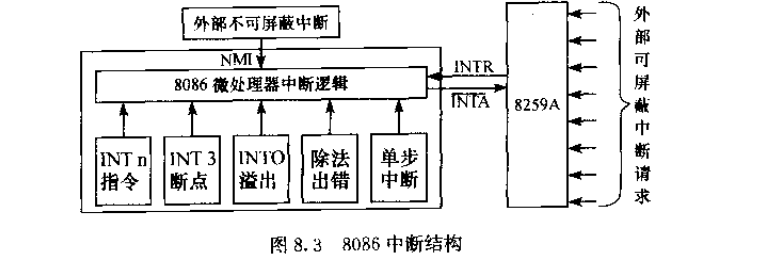 外部不可屏蔽中断
NMI
8086 微处理器中断逻辑
INTR
INTA
8259A
外部可屏蔽中断请求
INT n
指令
INT 3
断点
INTO
溢出
除法
出错
单步
中断
图 8.3 8086 中断结构